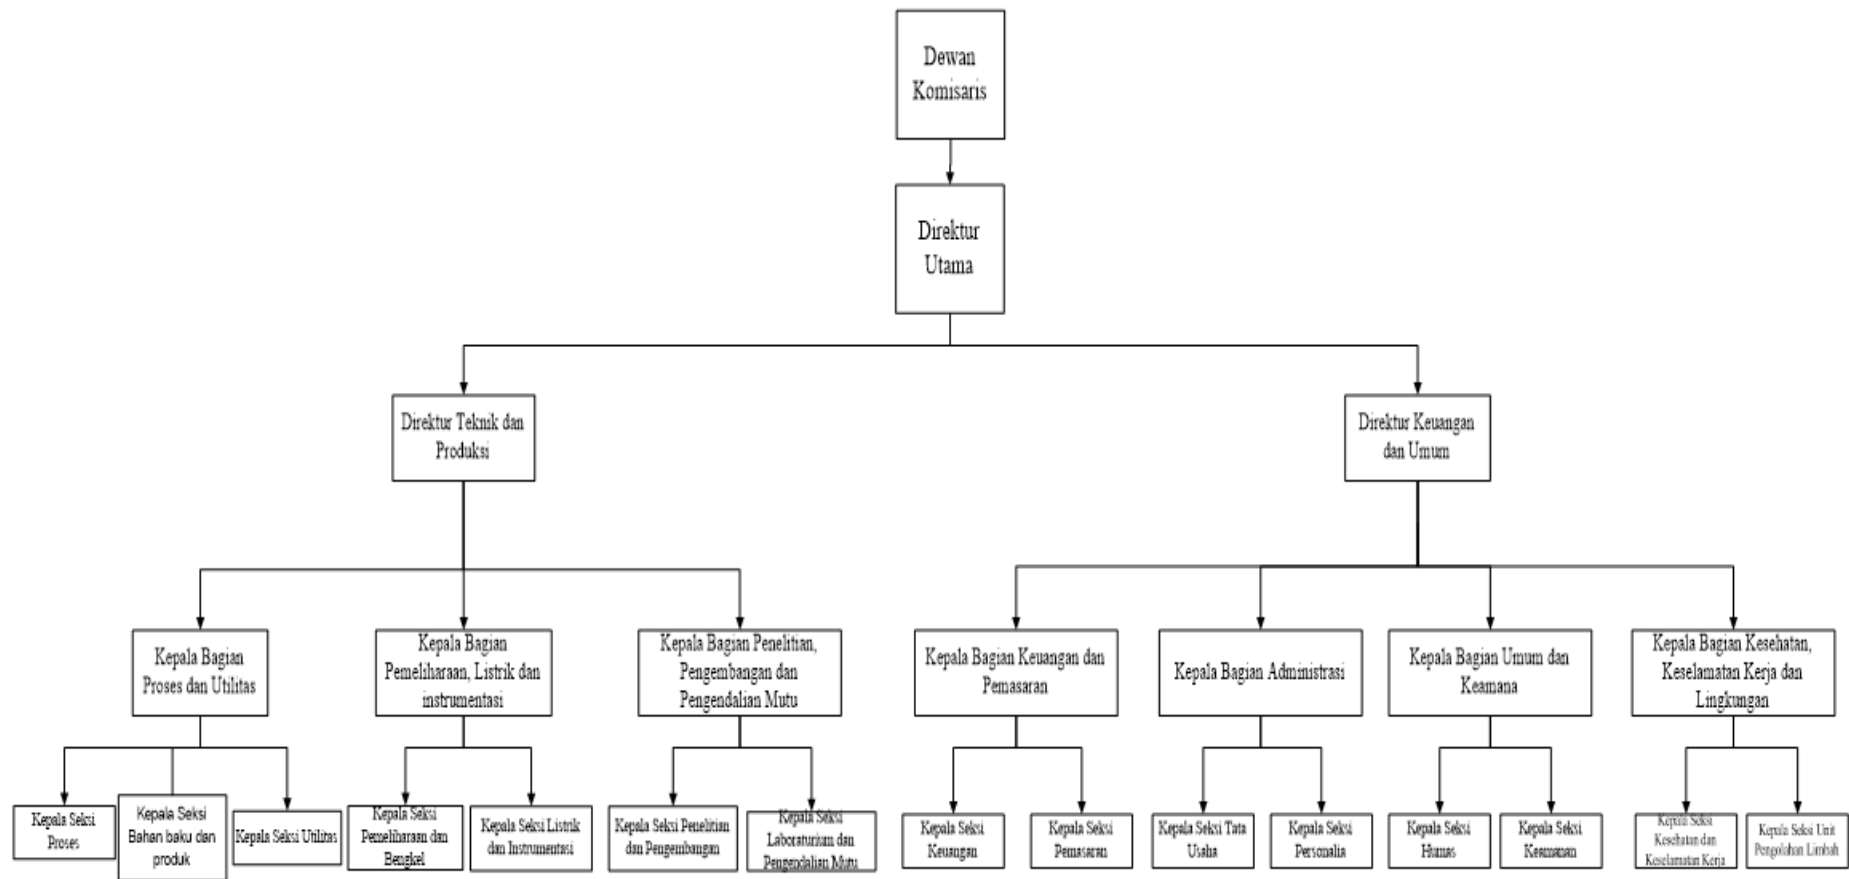 Dewan
Komisaris
Direktur
Utama
Direktur Teknik dan
Produksi
Direktur Keuangan
dan Umum
Kepala Bagian
Proses dan Utilitas
Kepala Bagian
Pemeliharaan, Listrik dan
instrumentasi
Kepala Bagian Penelitian,
Pengembangan dan
Pengendalian Mutu
Kepala Bagian Keuangan dan
Pemasaran
Kepala Bagian Administrasi
Kepala Bagian Umum dan
Keamana
Kepala Bagian Kesehatan,
Keselamatan Kerja dan
Lingkungan
Kepala Seksi
Proses
Kepala Seksi
Bahan baku dan
produk
Kepala Seksi Utilitas
Kepala Seksi
Pemeliharaan dan
Bengkel
Kepala Seksi Listrik
dan Instrumentasi
Kepala Seksi Penelitian
dan Pengembangan
Kepala Seksi
Laboraturium dan
Pengendalian Mutu
Kepala Seksi
Keuangan
Kepala Seksi
Pemasaran
Kepala Seksi Tata
Usaha
Kepala Seksi
Personalia
Kepala Seksi
Humas
Kepala Seksi
Keamanan
Kepala Seksi
Kesehatan dan
Keselamatan Kerja
Kepala Seksi Unit
Pengolahan Limbah